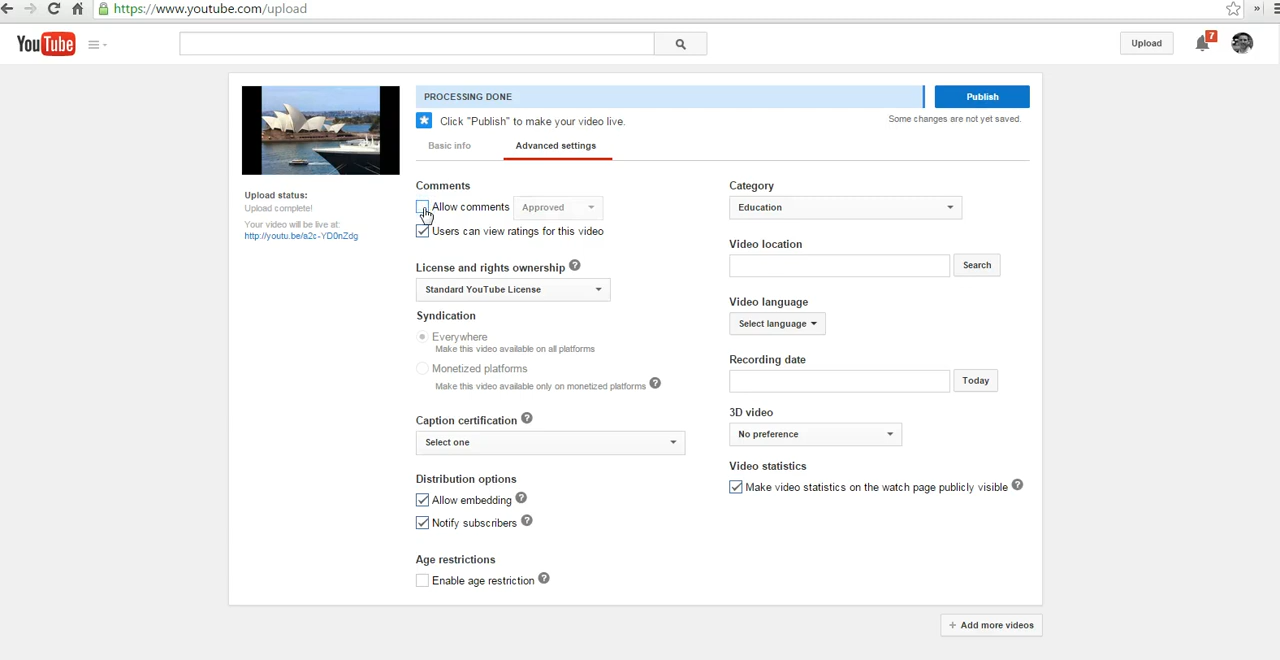 https://www.youtube.com/upload
»
YouTube
Upload
7
PROCESSING DONE
Publish
Click "Publish" to make your video live.
Some changes are not yet saved.
Basic info
Advanced settings
Upload status:
Upload complete!
Your video will be live at:
http://youtu.be/a2c-YD0nZdg
Comments
Allow comments
Approved
Users can view ratings for this video
License and rights ownership ?
Standard YouTube License
Syndication
Everywhere
Make this video available on all platforms
Monetized platforms
Make this video available only on monetized platforms ?
Caption certification ?
Select one
Distribution options
Allow embedding ?
Notify subscribers ?
Age restrictions
Enable age restriction ?
Category
Education
Video location
Search
Video language
Select language
Recording date
Today
3D video
No preference
Video statistics
Make video statistics on the watch page publicly visible ?
+ Add more videos